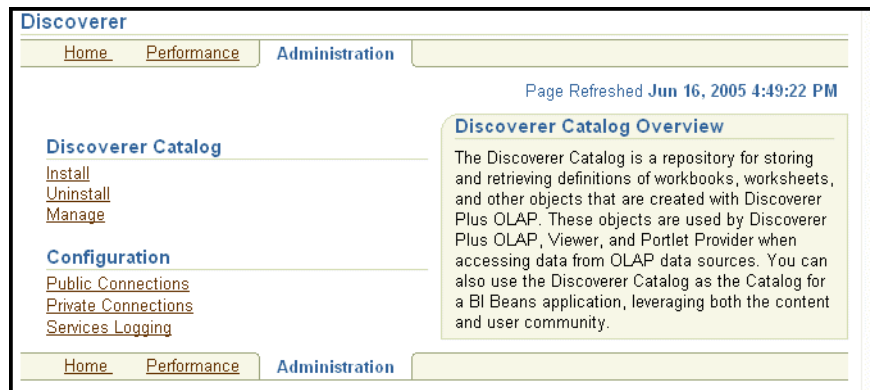 Discoverer
Home Performance Administration
Page Refreshed Jun 16, 2005 4:49:22 PM
Discoverer Catalog
Install
Uninstall
Manage
Configuration
Public Connections
Private Connections
Services Logging
Discoverer Catalog Overview
The Discoverer Catalog is a repository for storing
and retrieving definitions of workbooks, worksheets,
and other objects that are created with Discoverer
Plus OLAP. These objects are used by Discoverer
Plus OLAP, Viewer, and Portlet Provider when
accessing data from OLAP data sources. You can
also use the Discoverer Catalog as the Catalog for
a BI Beans application, leveraging both the content
and user community.
Home Performance Administration